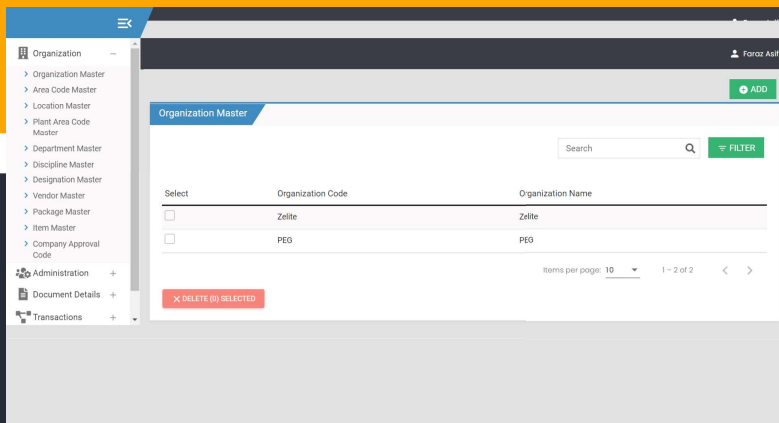 Organization
Faraz Asif
Organization Master
Area Code Master
Location Master
Plant Area Code
Master
Department Master
Discipline Master
Designation Master
Vendor Master
Package Master
Item Master
Company Approval
Code
Administration
Document Details
Transactions
ADD
Organization Master
Search
FILTER
Select Organization Code Organization Name
Zelite Zelite
PEG PEG
Items per page: 10 1 – 2 of 2
DELETE (0) SELECTED